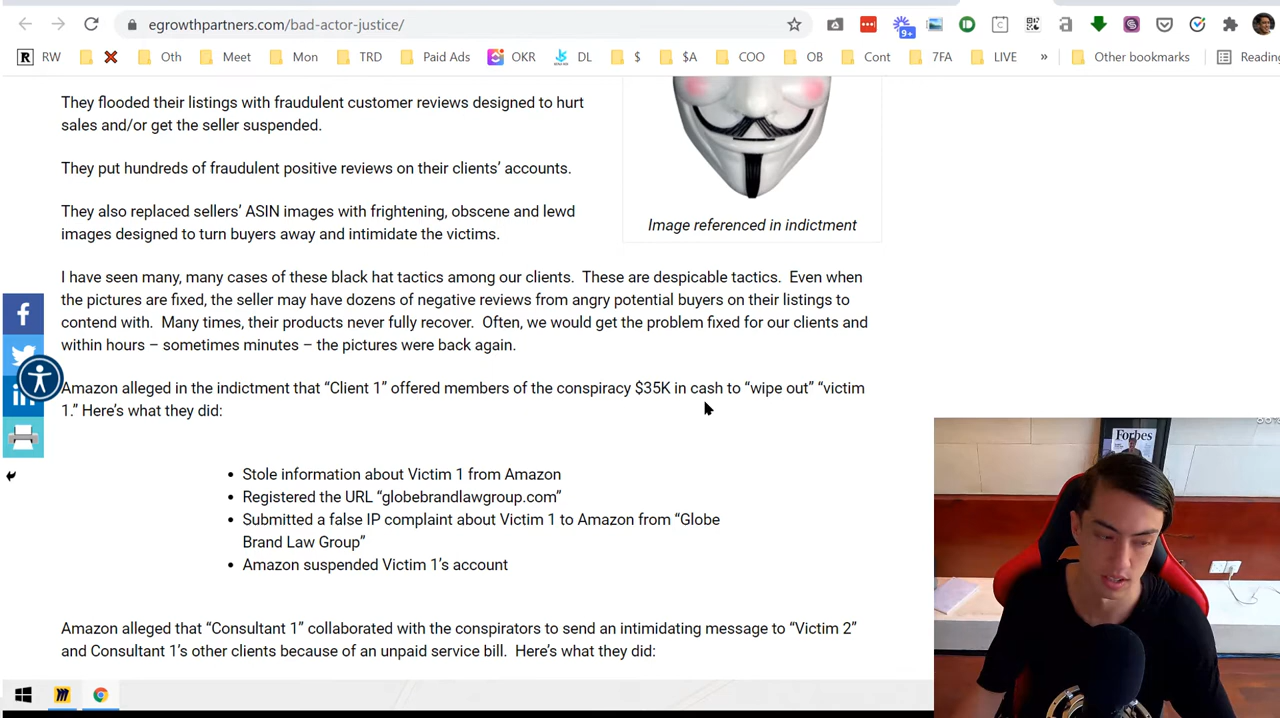 egrowthpartners.com/bad-actor-justice/
9+
RW Oth Meet Mon TRD Paid Ads OKR DL $ $A COO OB Cont 7FA LIVE » Other bookmarks Reading
They flooded their listings with fraudulent customer reviews designed to hurt
sales and/or get the seller suspended.
They put hundreds of fraudulent positive reviews on their clients’ accounts.
They also replaced sellers’ ASIN images with frightening, obscene and lewd
images designed to turn buyers away and intimidate the victims.
Image referenced in indictment
I have seen many, many cases of these black hat tactics among our clients. These are despicable tactics. Even when
the pictures are fixed, the seller may have dozens of negative reviews from angry potential buyers on their listings to
contend with. Many times, their products never fully recover. Often, we would get the problem fixed for our clients and
within hours – sometimes minutes – the pictures were back again.
Amazon alleged in the indictment that “Client 1” offered members of the conspiracy $35K in cash to “wipe out” “victim
1.” Here’s what they did:
• Stole information about Victim 1 from Amazon
• Registered the URL “globebrandlawgroup.com”
• Submitted a false IP complaint about Victim 1 to Amazon from “Globe
Brand Law Group”
• Amazon suspended Victim 1’s account
Amazon alleged that “Consultant 1” collaborated with the conspirators to send an intimidating message to “Victim 2”
and Consultant 1’s other clients because of an unpaid service bill. Here’s what they did:
Forbes